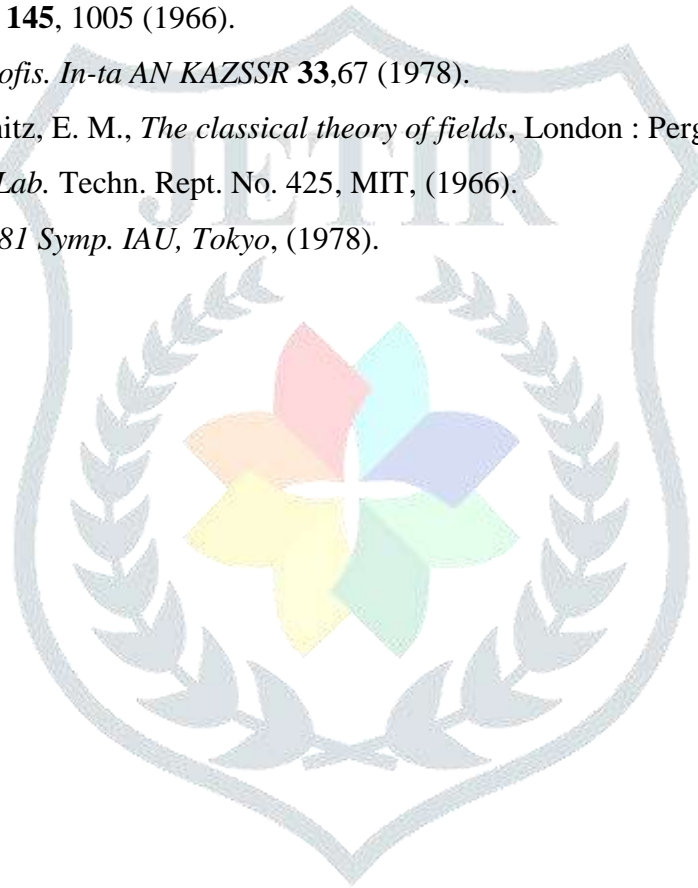 145, 1005 (1966).
ofis. In-ta AN KAZSSR 33,67 (1978).
nitz, E. M., The classical theory of fields, London : Perg
Lab. Techn. Rept. No. 425, MIT, (1966).
81 Symp. IAU, Tokyo, (1978).
JETIR